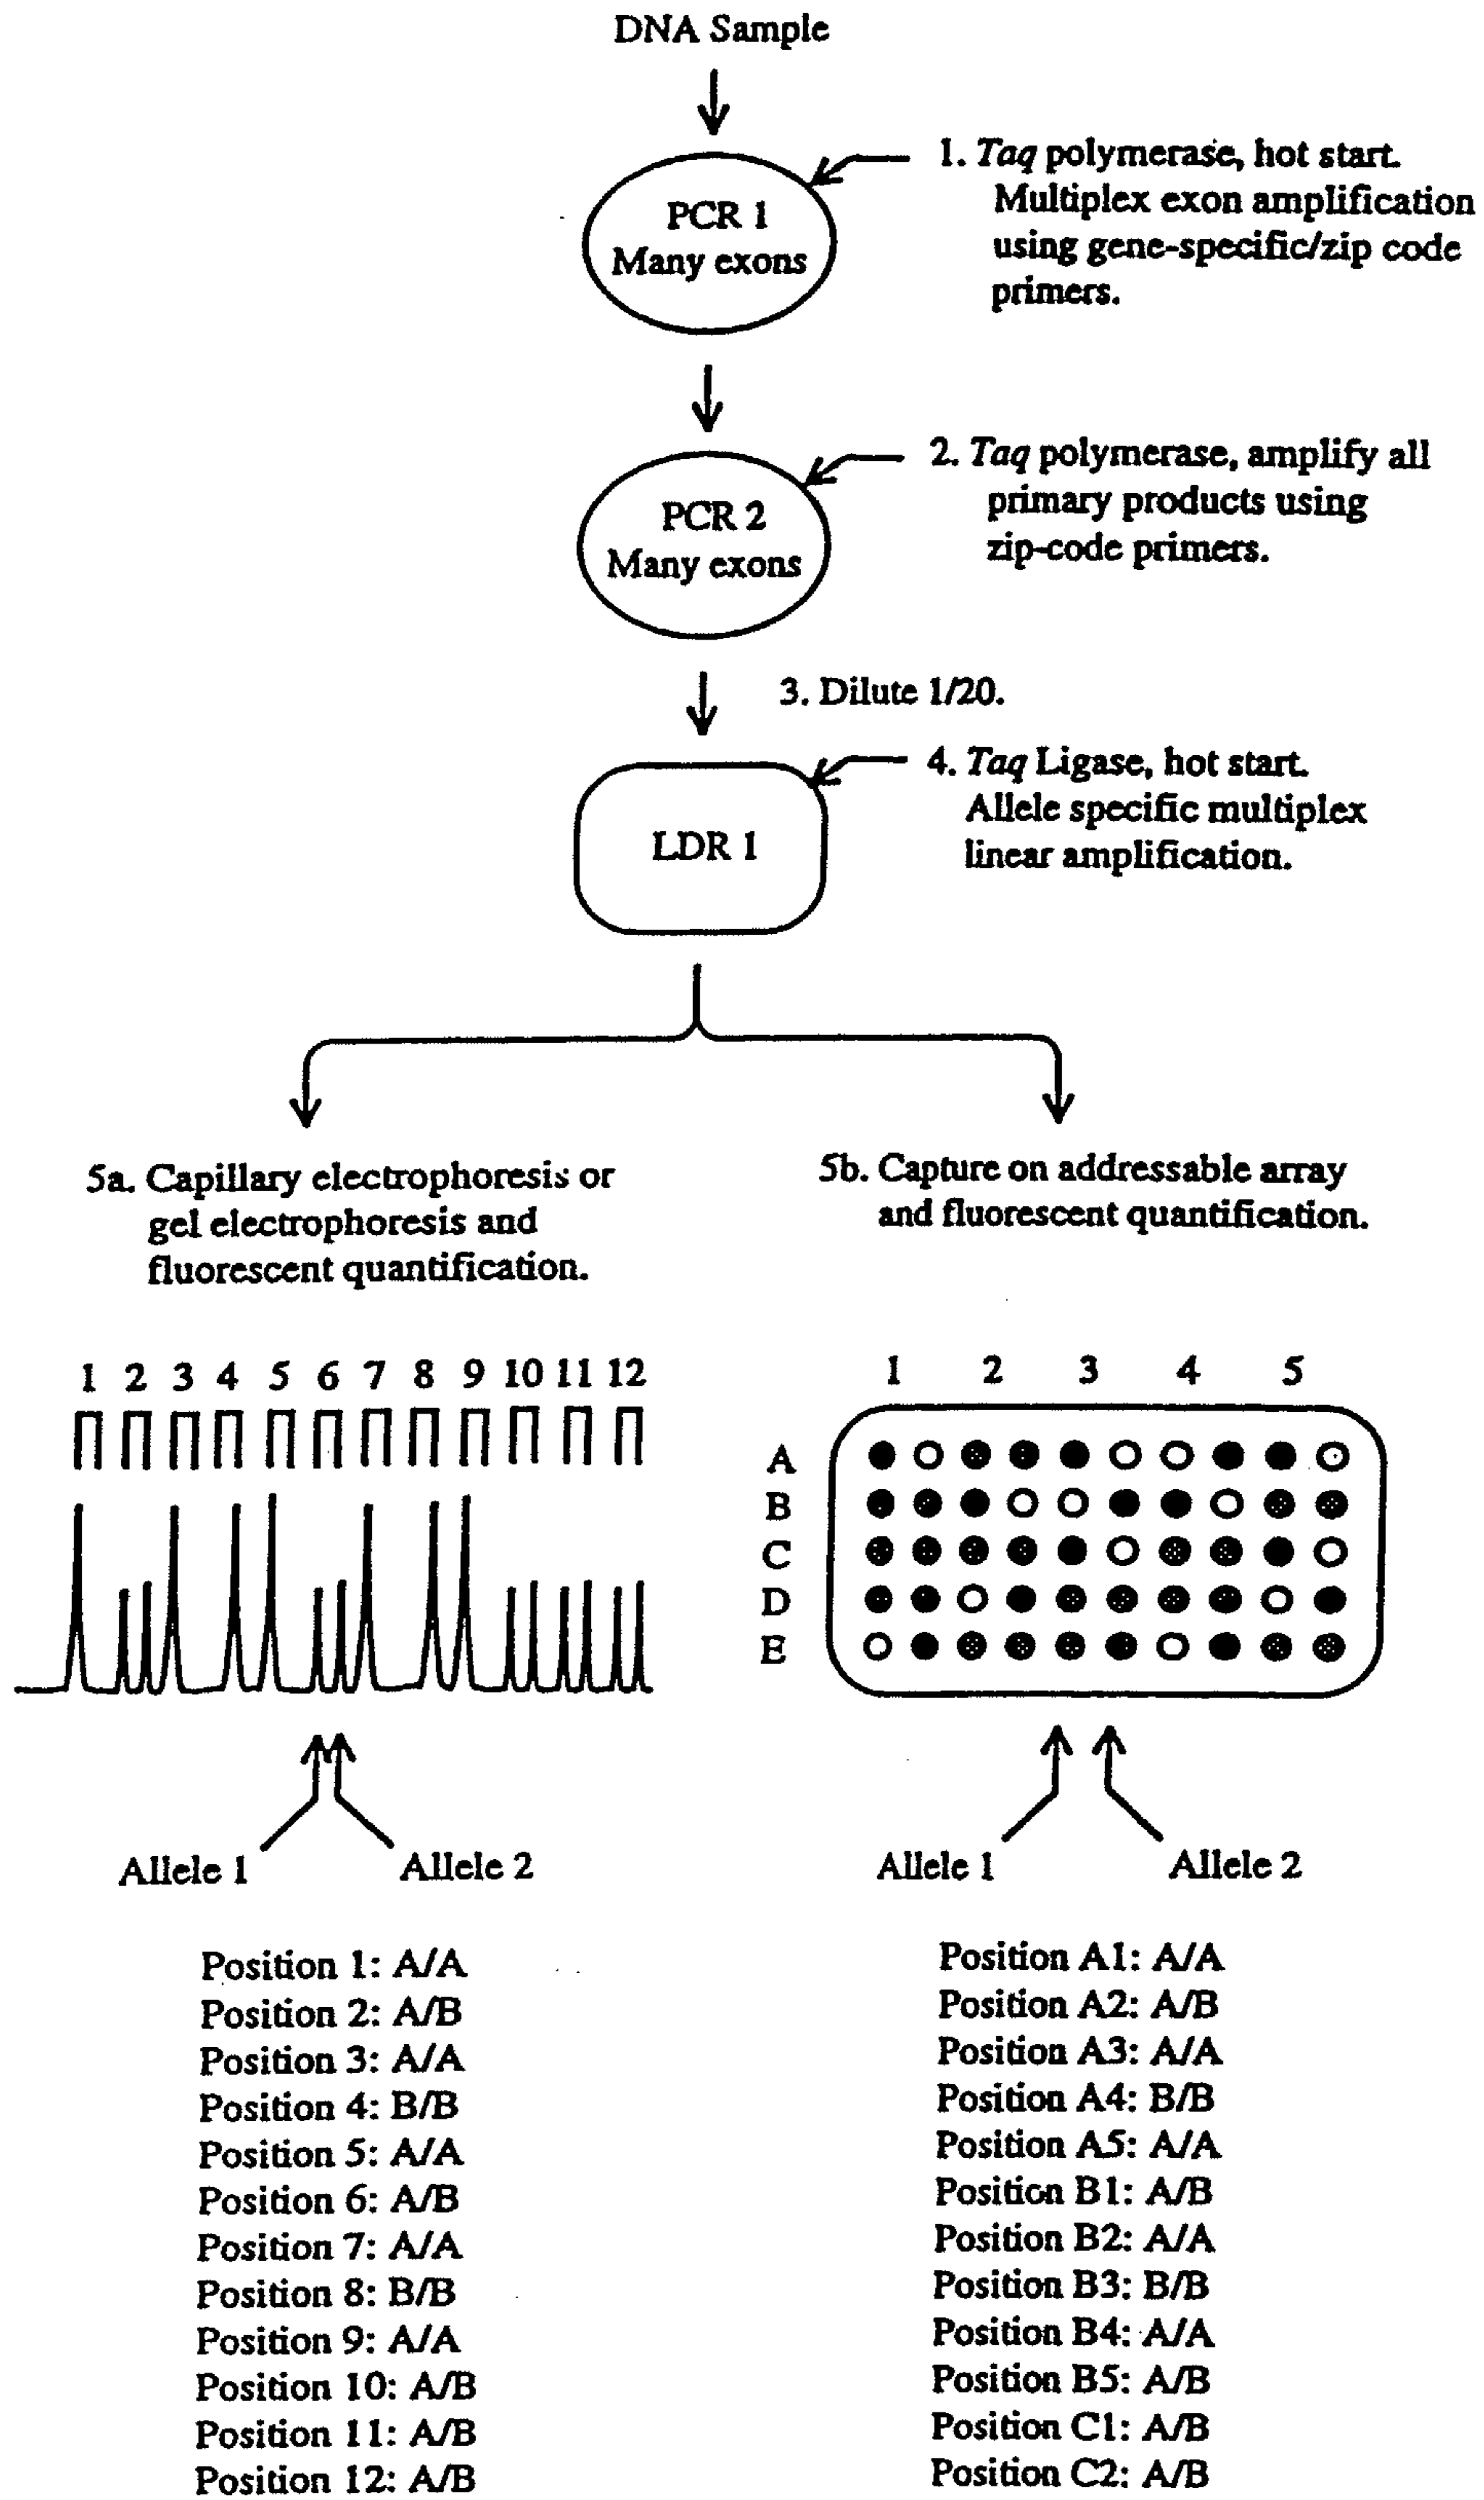 DNA Sample
1. Taq polymerase, hot start.
Multiplex exon amplification
using gene-specific/zip code
primers.
PCR 1
Many exons
2. Taq polymerase, amplify all
primary products using
zip-code primers.
PCR 2
Many exons
3. Dilute 1/20.
4. Taq Ligase, hot start.
Allele specific multiplex
linear amplification.
LDR 1
5a. Capillary electrophoresis or
gel electrophoresis and
fluorescent quantification.
5b. Capture on addressable array
and fluorescent quantification.
1 2 3 4 5 6 7 8 9 10 11 12
1 2 3 4 5
A
B
C
D
E
Allele 1 Allele 2
Allele 1 Allele 2
Position 1: A/A
Position 2: A/B
Position 3: A/A
Position 4: B/B
Position 5: A/A
Position 6: A/B
Position 7: A/A
Position 8: B/B
Position 9: A/A
Position 10: A/B
Position 11: A/B
Position 12: A/B
Position A1: A/A
Position A2: A/B
Position A3: A/A
Position A4: B/B
Position A5: A/A
Position B1: A/B
Position B2: A/A
Position B3: B/B
Position B4: A/A
Position B5: A/B
Position C1: A/B
Position C2: A/B